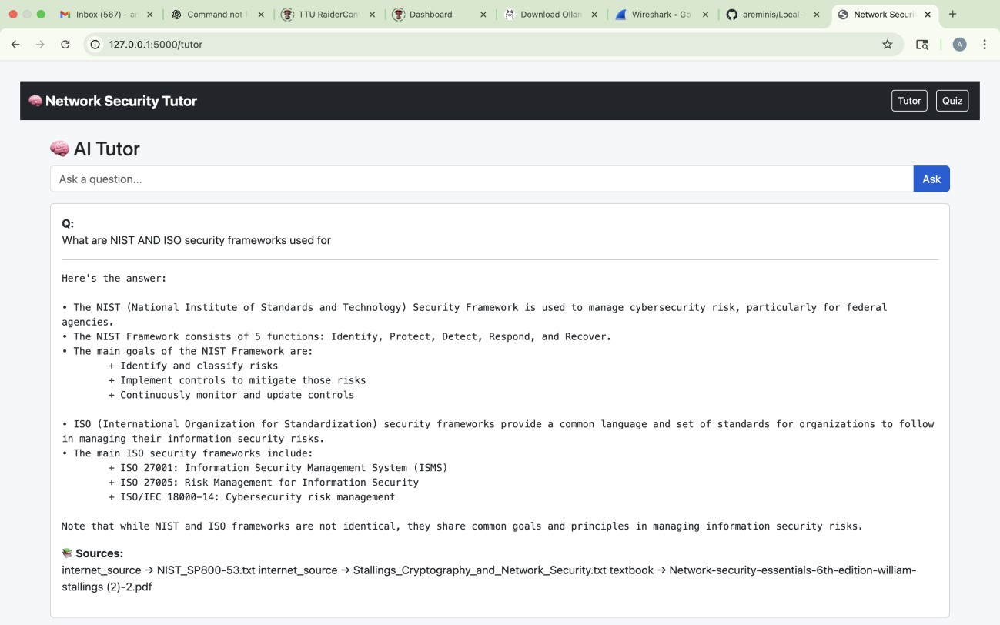 Inbox (567) - ar
Command not f
TTU RaiderCan
Dashboard
Download Ollam
Wireshark • Go
areminis/Local-
Network Securi
127.0.0.1:5000/tutor
A
🧠 Network Security Tutor
Tutor
Quiz
🧠 AI Tutor
Ask a question...
Ask
Q:
What are NIST AND ISO security frameworks used for
Here's the answer:
• The NIST (National Institute of Standards and Technology) Security Framework is used to manage cybersecurity risk, particularly for federal
agencies.
• The NIST Framework consists of 5 functions: Identify, Protect, Detect, Respond, and Recover.
• The main goals of the NIST Framework are:
+ Identify and classify risks
+ Implement controls to mitigate those risks
+ Continuously monitor and update controls
• ISO (International Organization for Standardization) security frameworks provide a common language and set of standards for organizations to follow
in managing their information security risks.
• The main ISO security frameworks include:
+ ISO 27001: Information Security Management System (ISMS)
+ ISO 27005: Risk Management for Information Security
+ ISO/IEC 18000-14: Cybersecurity risk management
Note that while NIST and ISO frameworks are not identical, they share common goals and principles in managing information security risks.
📚 Sources:
internet_source → NIST_SP800-53.txt internet_source → Stallings_Cryptography_and_Network_Security.txt textbook → Network-security-essentials-6th-edition-william-
stallings (2)-2.pdf